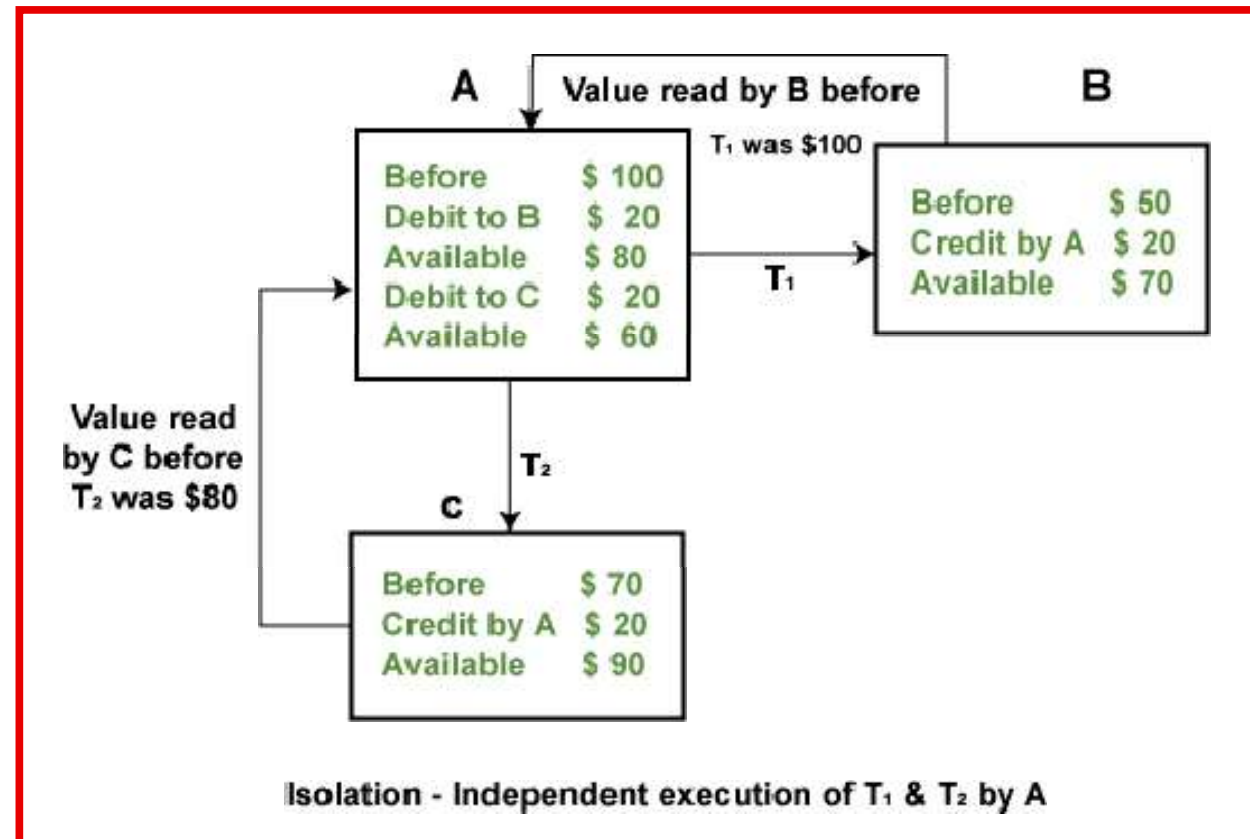 A
Value read by B before
B
T₁ was $100
Before $ 100
Debit to B $ 20
Available $ 80
Debit to C $ 20
Available $ 60
T₁
Before $ 50
Credit by A $ 20
Available $ 70
Value read
by C before
T₂ was $80
T₂
C
Before $ 70
Credit by A $ 20
Available $ 90
Isolation - Independent execution of T₁ & T₂ by A